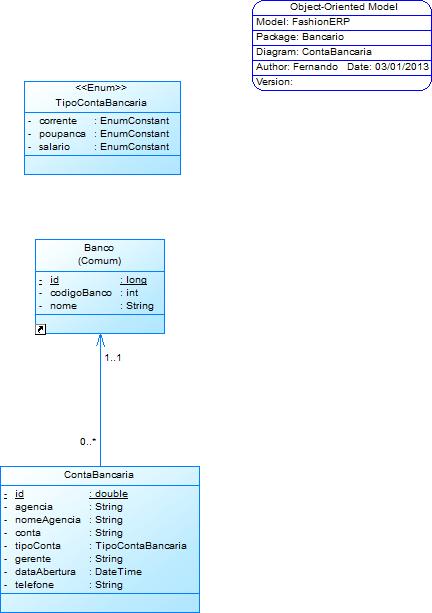 Object-Oriented Model
Model: FashionERP
Package: Bancario
Diagram: ContaBancaria
Author: Fernando Date: 03/01/2013
Version:
<<Enum>>
TipoContaBancaria
- corrente : EnumConstant
- poupanca : EnumConstant
- salario : EnumConstant
Banco
(Comum)
- id : long
- codigoBanco : int
- nome : String
1..1
0..*
ContaBancaria
- id : double
- agencia : String
- nomeAgencia : String
- conta : String
- tipoConta : TipoContaBancaria
- gerente : String
- dataAbertura : DateTime
- telefone : String